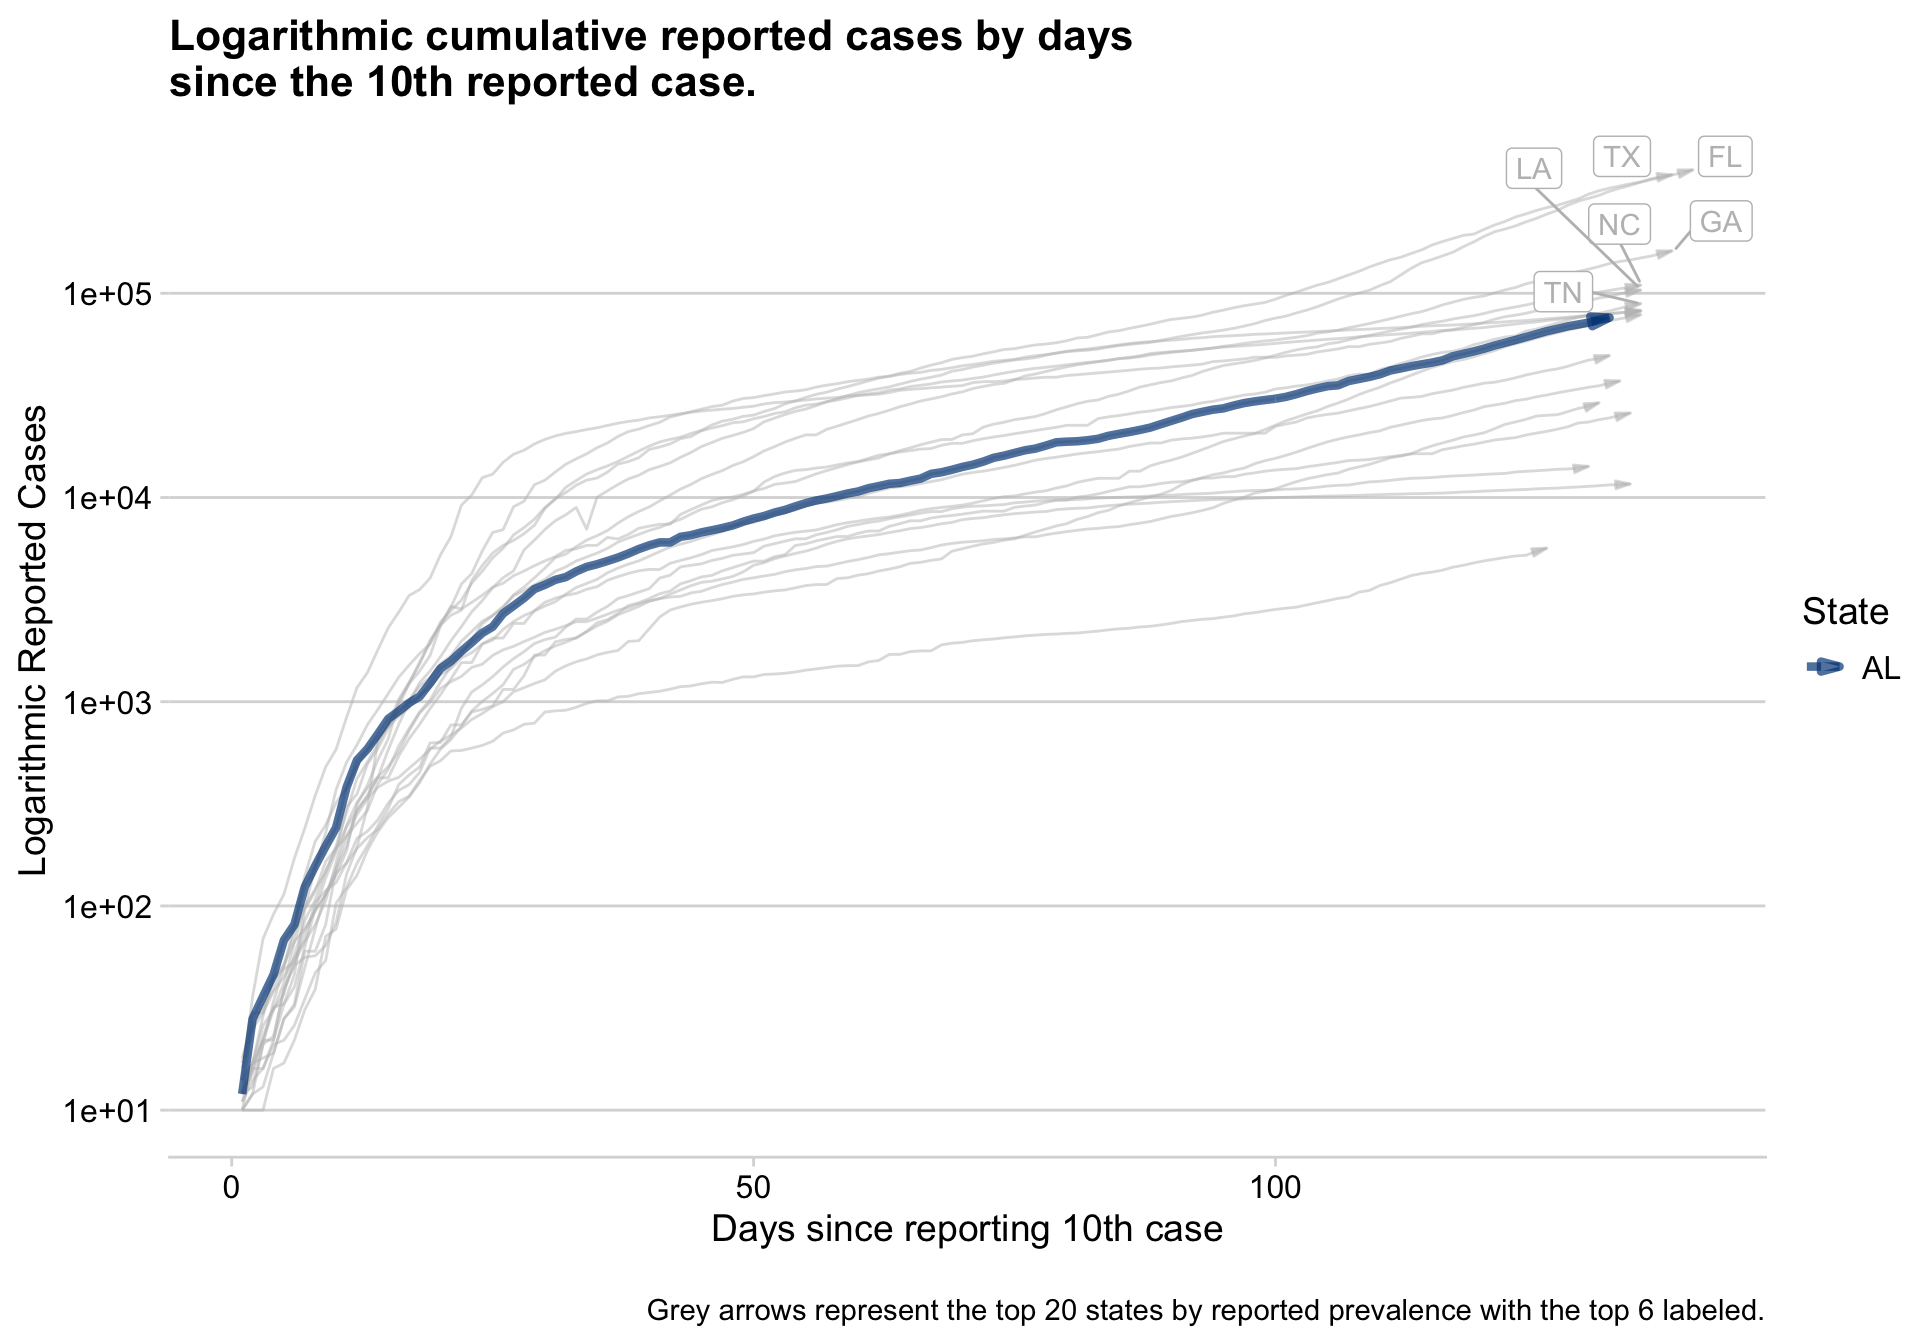 Logarithmic cumulative reported cases by days
since the 10th reported case.
LA
TX
FL
NC
GA
TN
1e+05
1e+04
1e+03
1e+02
1e+01
Logarithmic Reported Cases
0
50
100
Days since reporting 10th case
State
AL
Grey arrows represent the top 20 states by reported prevalence with the top 6 labeled.